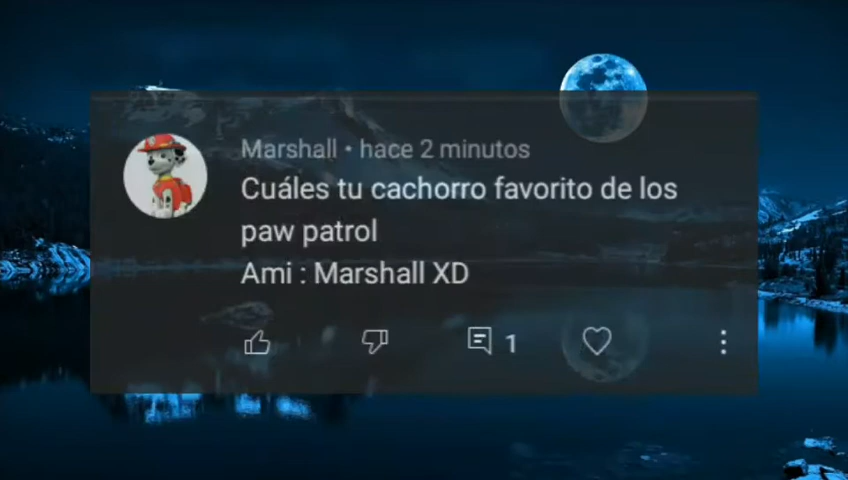 Marshall • hace 2 minutos
Cuáles tu cachorro favorito de los
paw patrol
Ami : Marshall XD
1